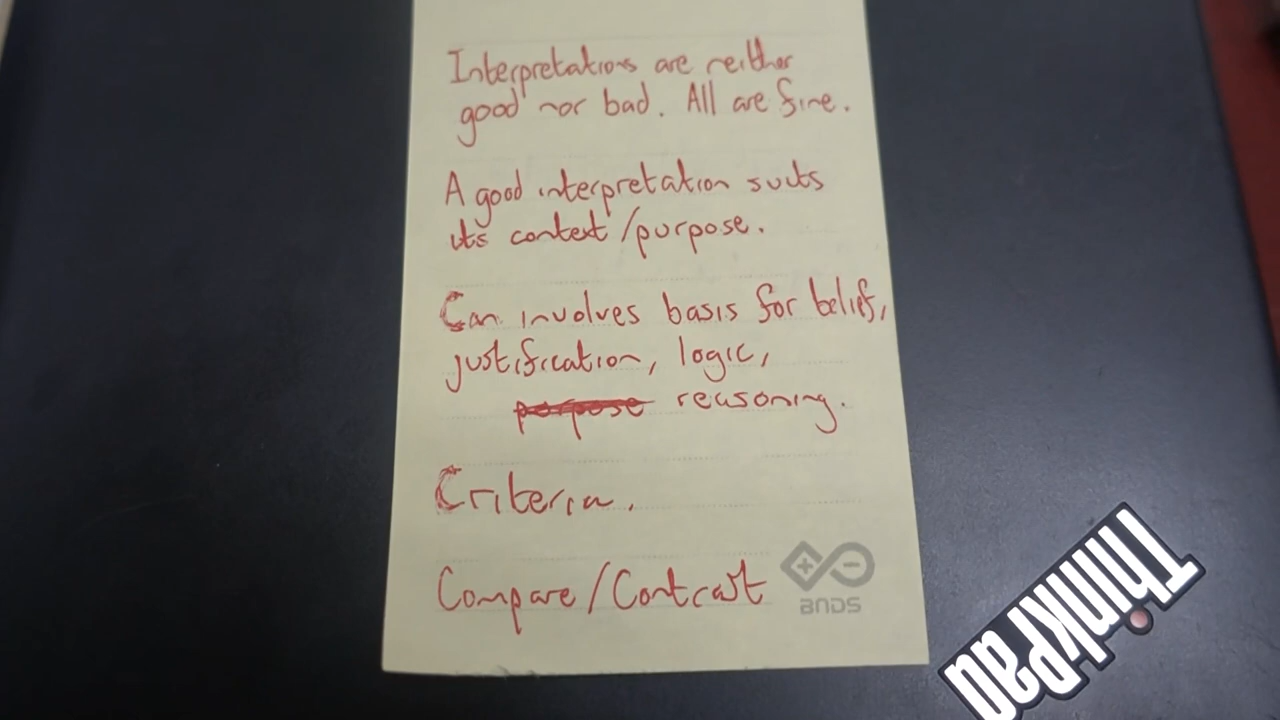 Interpretations are neither
good nor bad. All are fine.
A good interpretation suits
its context/purpose.
Can involves basis for belief,
justification, logic,
purpose reasoning.
Criteria.
Compare/Contrast
BNDS
ThinkPad